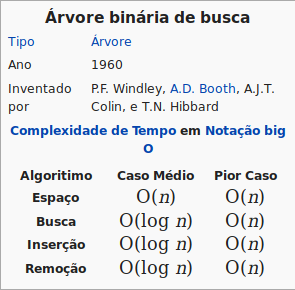 Árvore binária de busca
Tipo Árvore
Ano 1960
Inventado por P.F. Windley, A.D. Booth, A.J.T. Colin, e T.N. Hibbard
Complexidade de Tempo em Notação big
O
Algoritimo Caso Médio Pior Caso
Espaço O(n) O(n)
Busca O(log n) O(n)
Inserção O(log n) O(n)
Remoção O(log n) O(n)